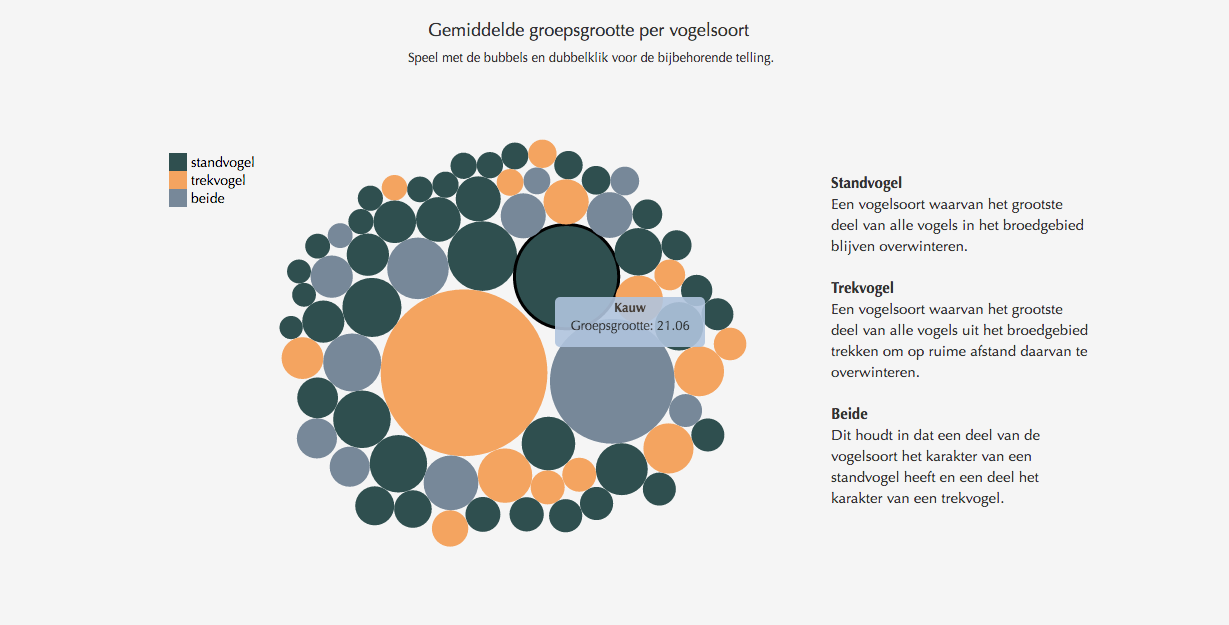 Gemiddelde groepsgrootte per vogelsoort
Speel met de bubbels en dubbelklik voor de bijbehorende telling.
standvogel
trekvogel
beide
Kauw
Groepsgrootte: 21.06
Standvogel
Een vogelsoort waarvan het grootste
deel van alle vogels in het broedgebied
blijven overwinteren.
Trekvogel
Een vogelsoort waarvan het grootste
deel van alle vogels uit het broedgebied
trekken om op ruime afstand daarvan te
overwinteren.
Beide
Dit houdt in dat een deel van de
vogelsoort het karakter van een
standvogel heeft en een deel het
karakter van een trekvogel.